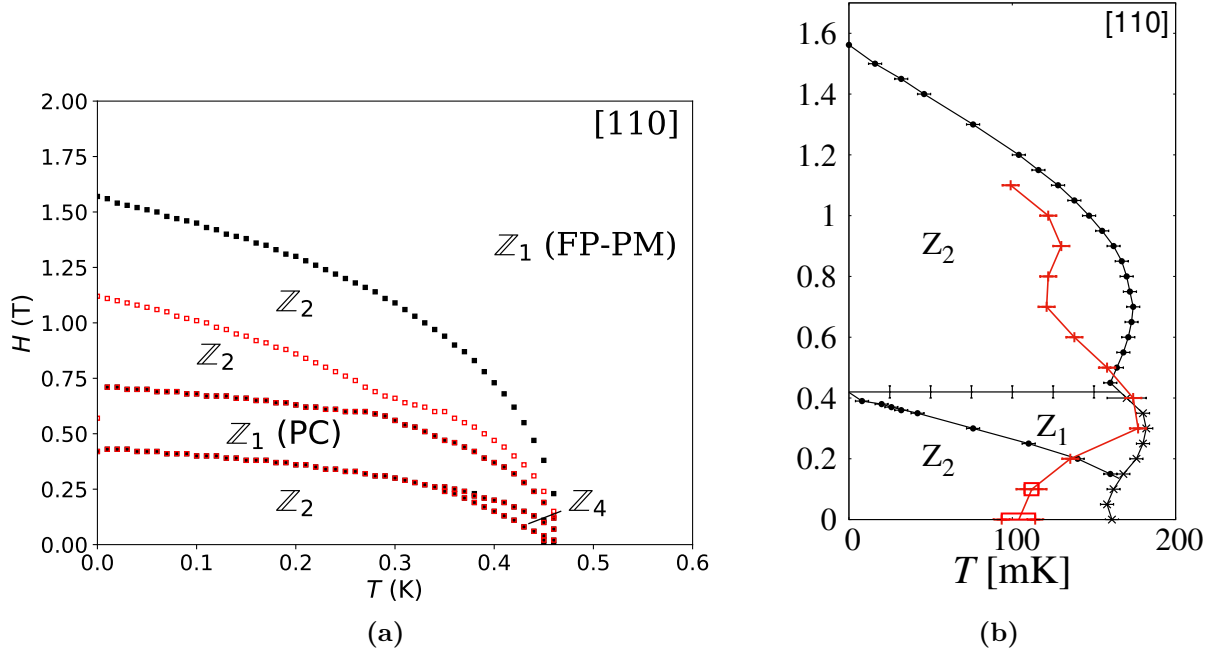 [110]
2.00
1.75
1.50
1.25
1.00
0.75
0.50
0.25
0.00
H (T)
ℤ₁ (FP-PM)
ℤ₂
ℤ₂
ℤ₁ (PC)
ℤ₂
ℤ₄
0.0 0.1 0.2 0.3 0.4 0.5 0.6
T (K)
(a)
[110]
1.6
1.4
1.2
1
0.8
0.6
0.4
0.2
0
Z₂
Z₁
Z₂
0 100 200
T [mK]
(b)